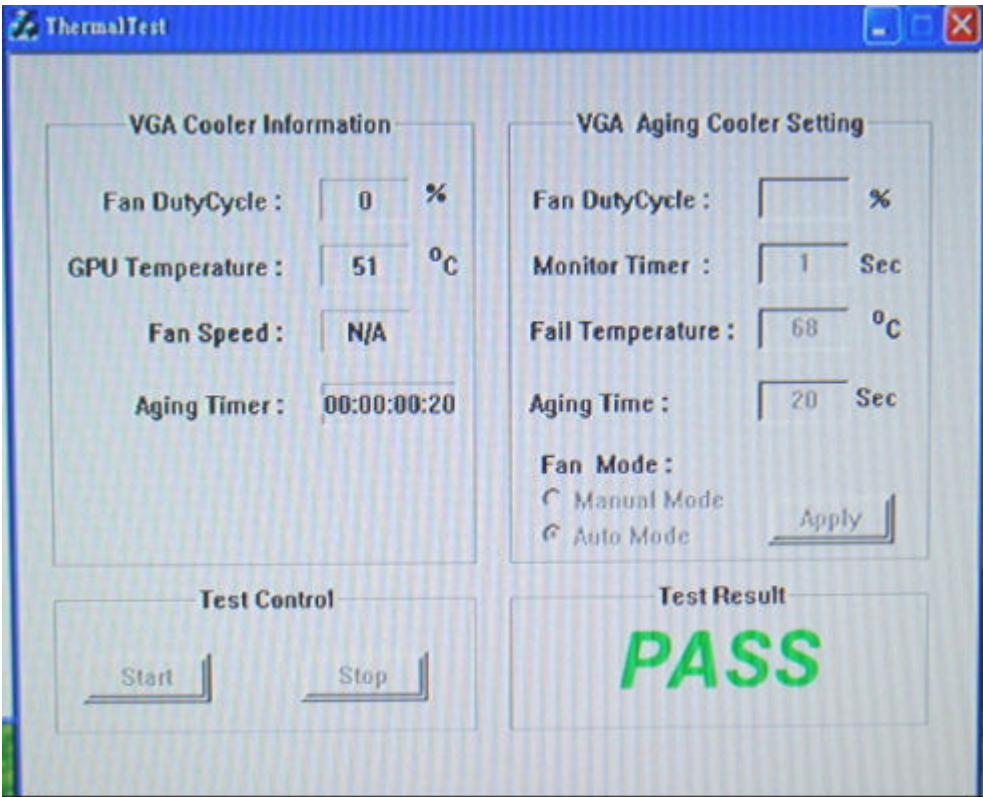 ThermalTest
VGA Cooler Information
Fan DutyCycle : 0 %
GPU Temperature : 51 °C
Fan Speed : N/A
Aging Timer : 00:00:00:20
VGA Aging Cooler Setting
Fan DutyCycle : %
Monitor Timer : 1 Sec
Fail Temperature : 68 °C
Aging Time : 20 Sec
Fan Mode :
Manual Mode
Auto Mode
Apply
Test Control
Start Stop
Test Result
PASS